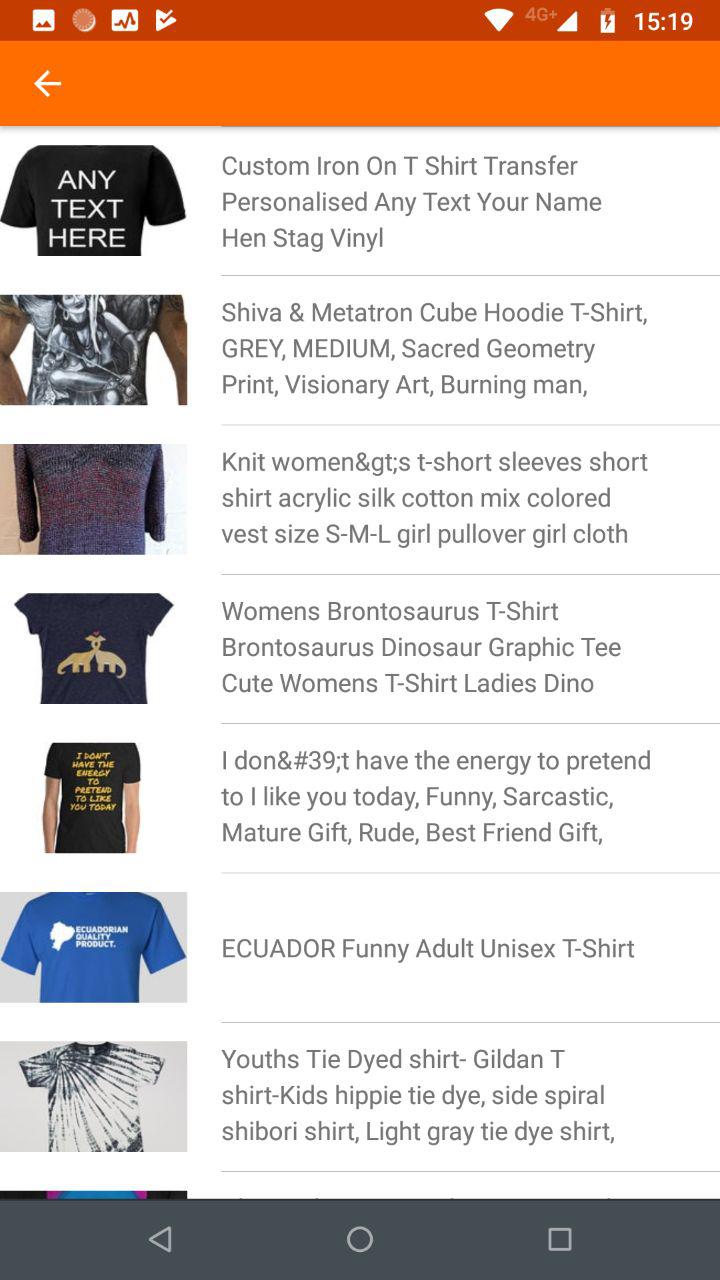 4G+ 15:19
ANY
TEXT
HERE
Custom Iron On T Shirt Transfer
Personalised Any Text Your Name
Hen Stag Vinyl
Shiva & Metatron Cube Hoodie T-Shirt,
GREY, MEDIUM, Sacred Geometry
Print, Visionary Art, Burning man,
Knit women&gt;s t-short sleeves short
shirt acrylic silk cotton mix colored
vest size S-M-L girl pullover girl cloth
Womens Brontosaurus T-Shirt
Brontosaurus Dinosaur Graphic Tee
Cute Womens T-Shirt Ladies Dino
I DON'T
HAVE THE
ENERGY
TO
PRETEND
TO LIKE
YOU TODAY
I don&#39;t have the energy to pretend
to I like you today, Funny, Sarcastic,
Mature Gift, Rude, Best Friend Gift,
ECUADORIAN
QUALITY
PRODUCT.
ECUADOR Funny Adult Unisex T-Shirt
Youths Tie Dyed shirt- Gildan T
shirt-Kids hippie tie dye, side spiral
shibori shirt, Light gray tie dye shirt,